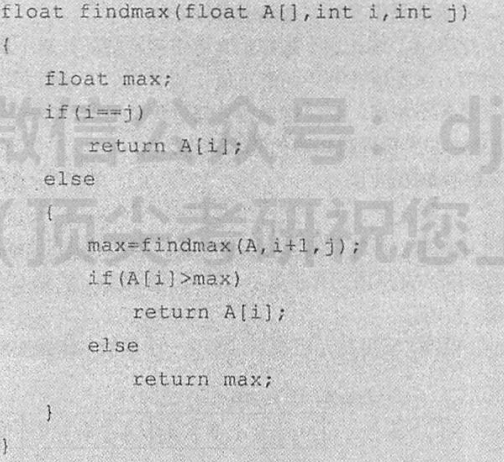 float findmax(float A[],int i,int j)
{
float max;
if(i==j)
return A[i];
else
{
max=findmax(A,i+1,j);
if(A[i]>max)
return A[i];
else
return max;
}
}
微信公众号：dj
（顶尖考研祝您上